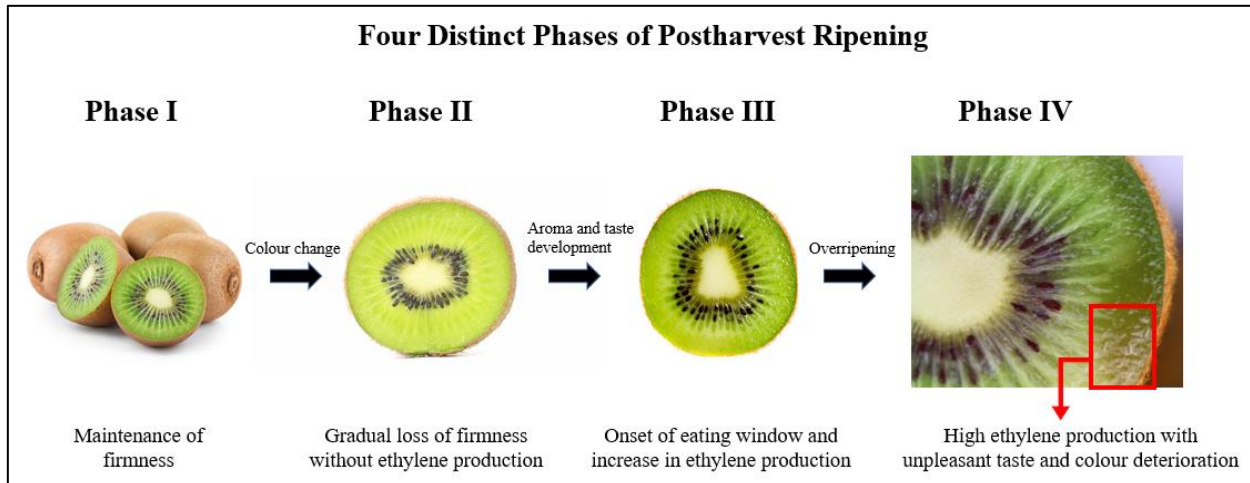 Four Distinct Phases of Postharvest Ripening
Phase I
Phase II
Phase III
Phase IV
Colour change
Aroma and taste
development
Overripening
Maintenance of
firmness
Gradual loss of firmness
without ethylene production
Onset of eating window and
increase in ethylene production
High ethylene production with
unpleasant taste and colour deterioration